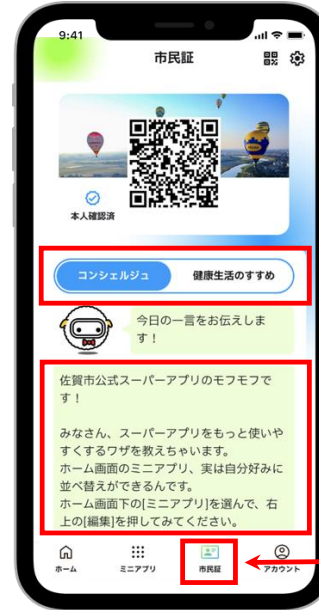 9:41
市民証
本人確認済
コンシェルジュ
健康生活のすすめ
今日の一言をお伝えしま
す！
佐賀市公式スーパーアプリのモフモフで
す！
みなさん、スーパーアプリをもっと使いや
すくするワザを教えちゃいます。
ホーム画面のミニアプリ、実は自分好みに
並べ替えができるんです。
ホーム画面下の[ミニアプリ]を選んで、右
上の[編集]を押してみてください。
ホーム
ミニアプリ
市民証
アカウント